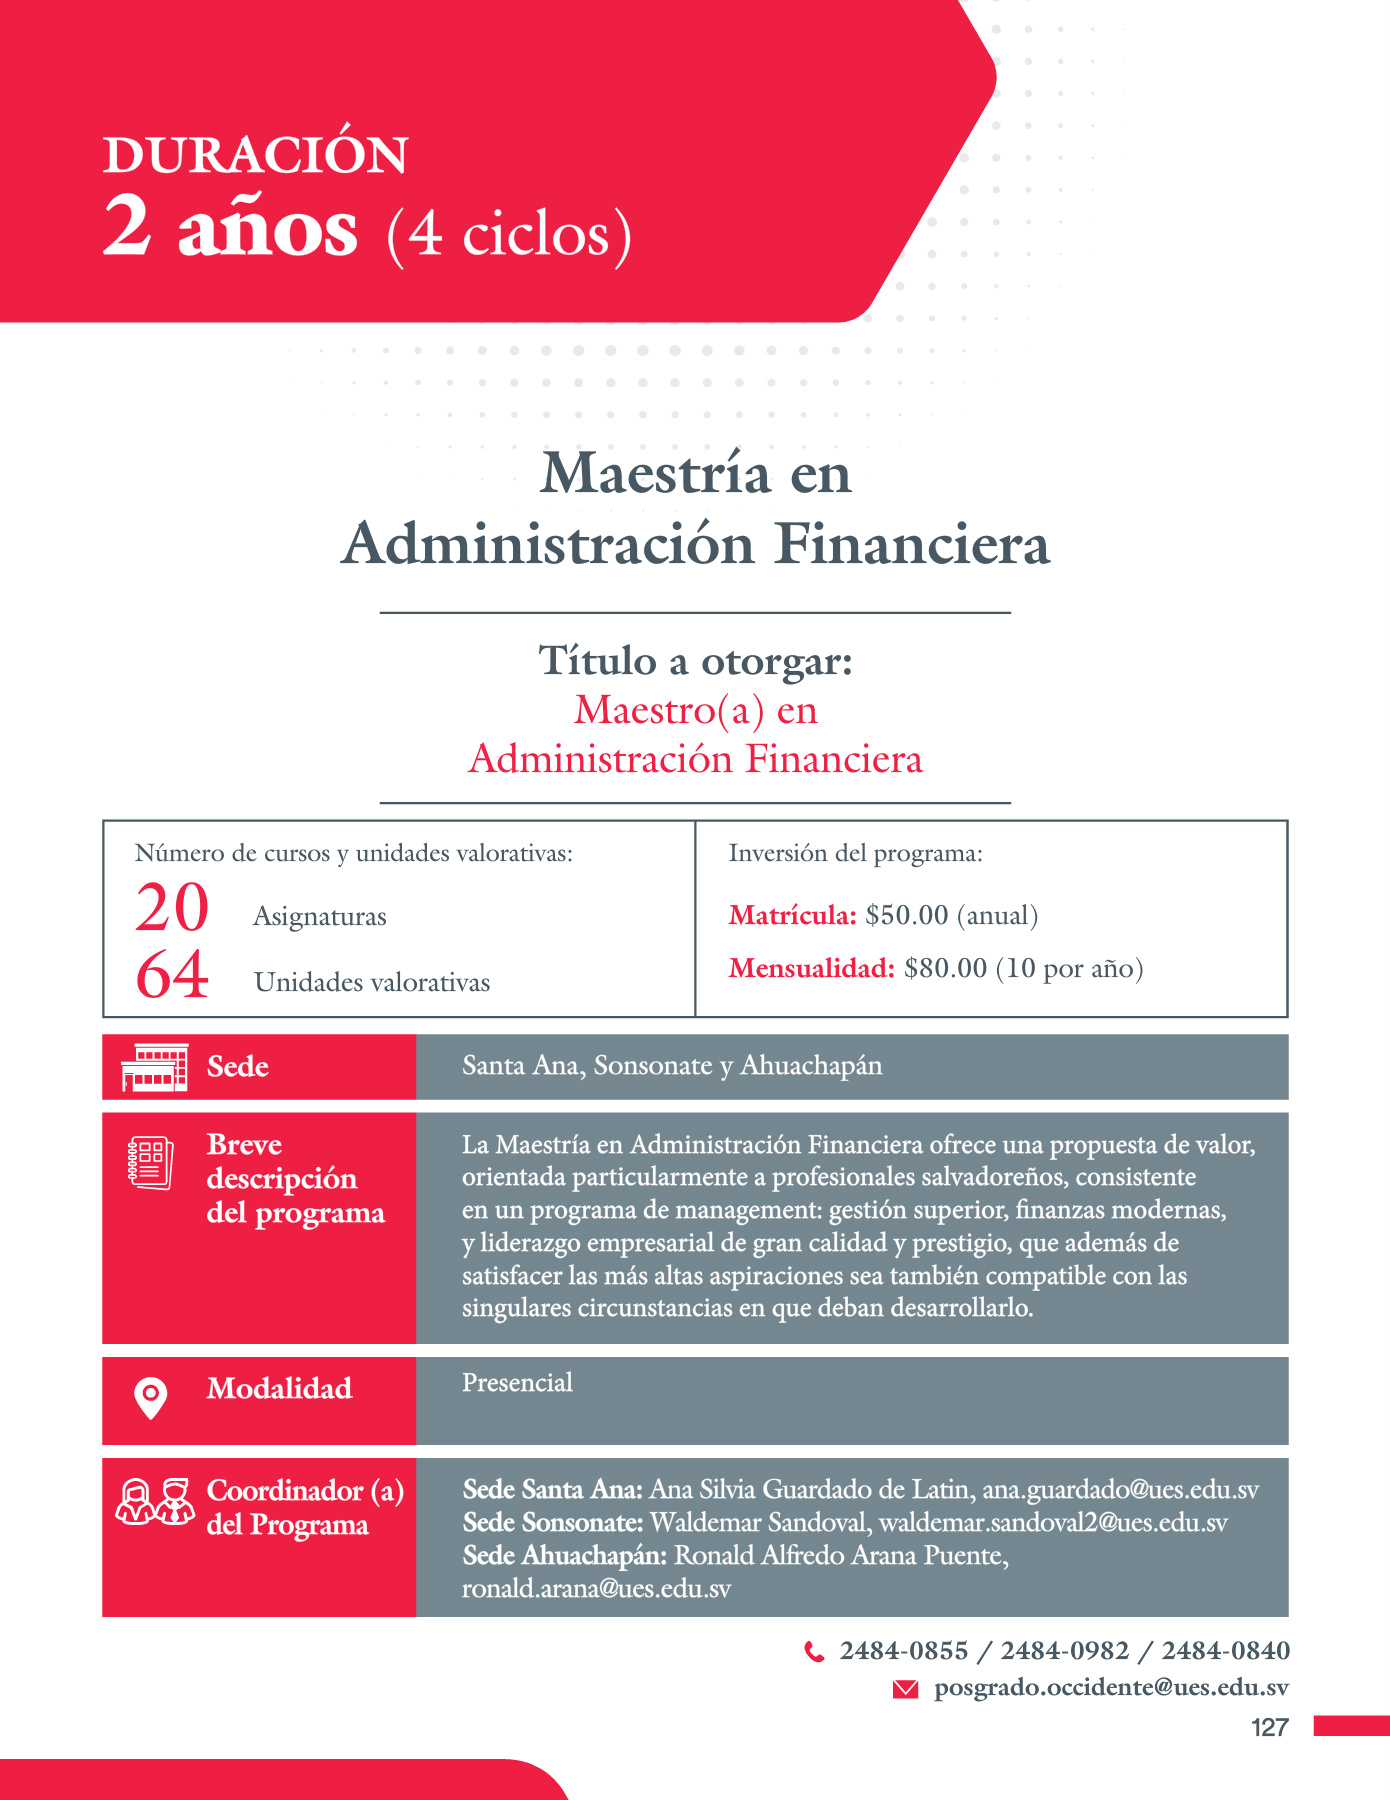 DURACIÓN
2 años (4 ciclos)
Maestría en
Administración Financiera
Título a otorgar:
Maestro(a) en
Administración Financiera
Número de cursos y unidades valorativas:
20 Asignaturas
64 Unidades valorativas
Inversión del programa:
Matrícula: $50.00 (anual)
Mensualidad: $80.00 (10 por año)
Sede
Santa Ana, Sonsonate y Ahuachapán
Breve
descripción
del programa
La Maestría en Administración Financiera ofrece una propuesta de valor,
orientada particularmente a profesionales salvadoreños, consistente
en un programa de management: gestión superior, finanzas modernas,
y liderazgo empresarial de gran calidad y prestigio, que además de
satisfacer las más altas aspiraciones sea también compatible con las
singulares circunstancias en que deban desarrollarlo.
Modalidad
Presencial
Coordinador (a)
del Programa
Sede Santa Ana: Ana Silvia Guardado de Latin, ana.guardado@ues.edu.sv
Sede Sonsonate: Waldemar Sandoval, waldemar.sandoval2@ues.edu.sv
Sede Ahuachapán: Ronald Alfredo Arana Puente,
ronald.arana@ues.edu.sv
2484-0855 / 2484-0982 / 2484-0840
posgrado.occidente@ues.edu.sv
127